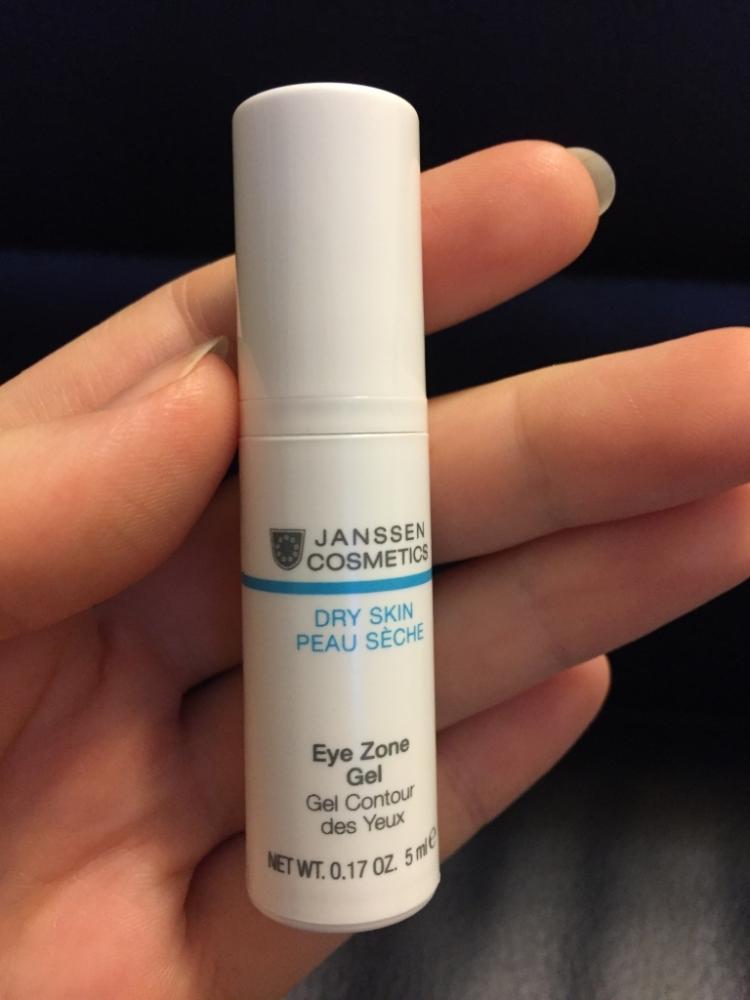 JANSSEN
COSMETICS
DRY SKIN
PEAU SÈCHE
Eye Zone
Gel
Gel Contour
des Yeux
NET WT. 0.17 OZ. 5 ml ℮